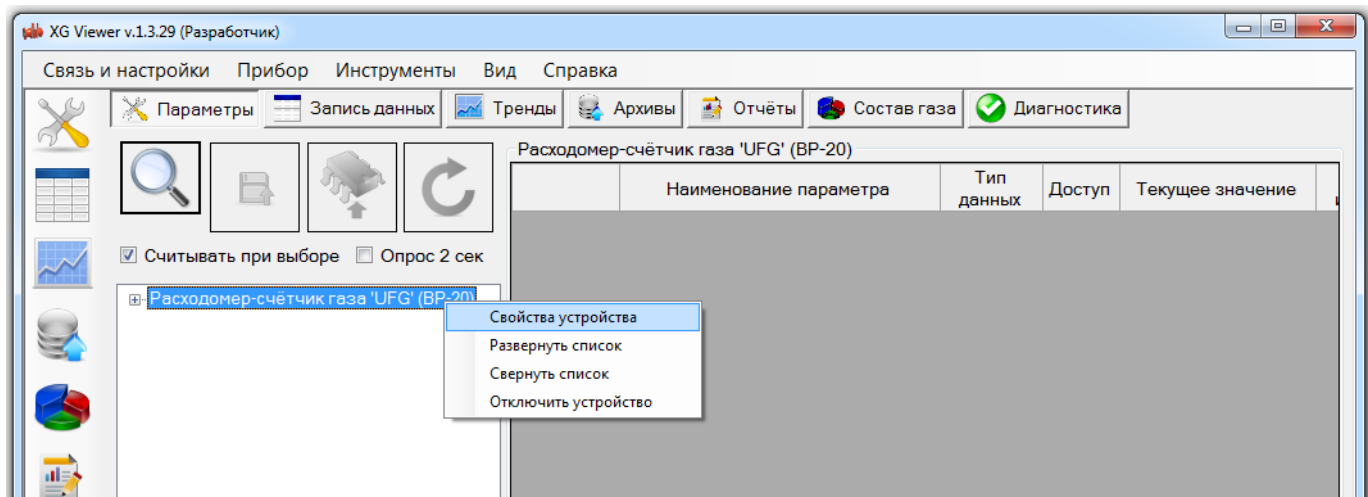 XG Viewer v.1.3.29 (Разработчик)
Связь и настройки Прибор Инструменты Вид Справка
Параметры Запись данных Тренды Архивы Отчёты Состав газа Диагностика
Расходомер-счётчик газа 'UFG' (ВР-20)
Наименование параметра Тип данных Доступ Текущее значение
Считывать при выборе Опрос 2 сек
Расходомер-счётчик газа 'UFG' (ВР-20)
Свойства устройства
Развернуть список
Свернуть список
Отключить устройство